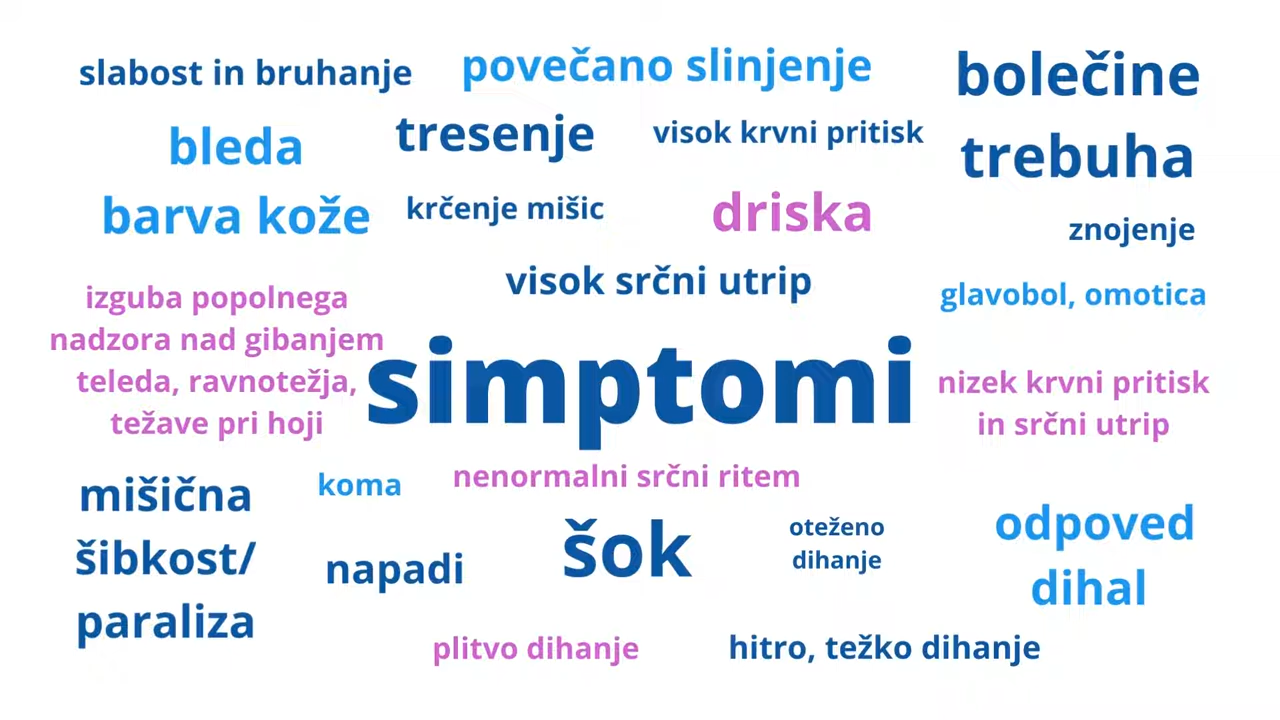 slabost in bruhanje
povečano slinjenje
bolečine
trebuha
bleda
barva kože
tresenje
visok krvni pritisk
krčenje mišic
driska
znojenje
visok srčni utrip
glavobol, omotica
izguba popolnega
nadzora nad gibanjem
teleda, ravnotežja,
težave pri hoji
simptomi
nizek krvni pritisk
in srčni utrip
mišična
šibkost/
paraliza
koma
nenormalni srčni ritem
napadi
šok
oteženo
dihanje
odpoved
dihal
plitvo dihanje
hitro, težko dihanje